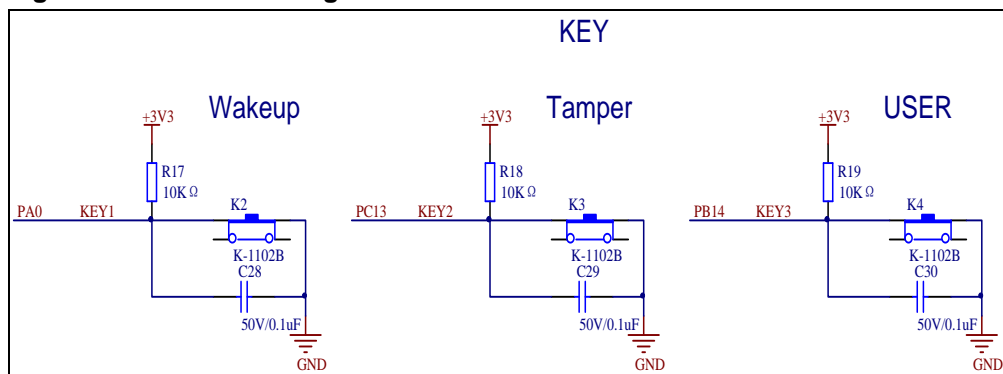 KEY
Wakeup
+3V3
R17
10K Ω
PA0 KEY1
K2
K-1102B
C28
50V/0.1uF
GND
Tamper
+3V3
R18
10K Ω
PC13 KEY2
K3
K-1102B
C29
50V/0.1uF
GND
USER
+3V3
R19
10K Ω
PB14 KEY3
K4
K-1102B
C30
50V/0.1uF
GND